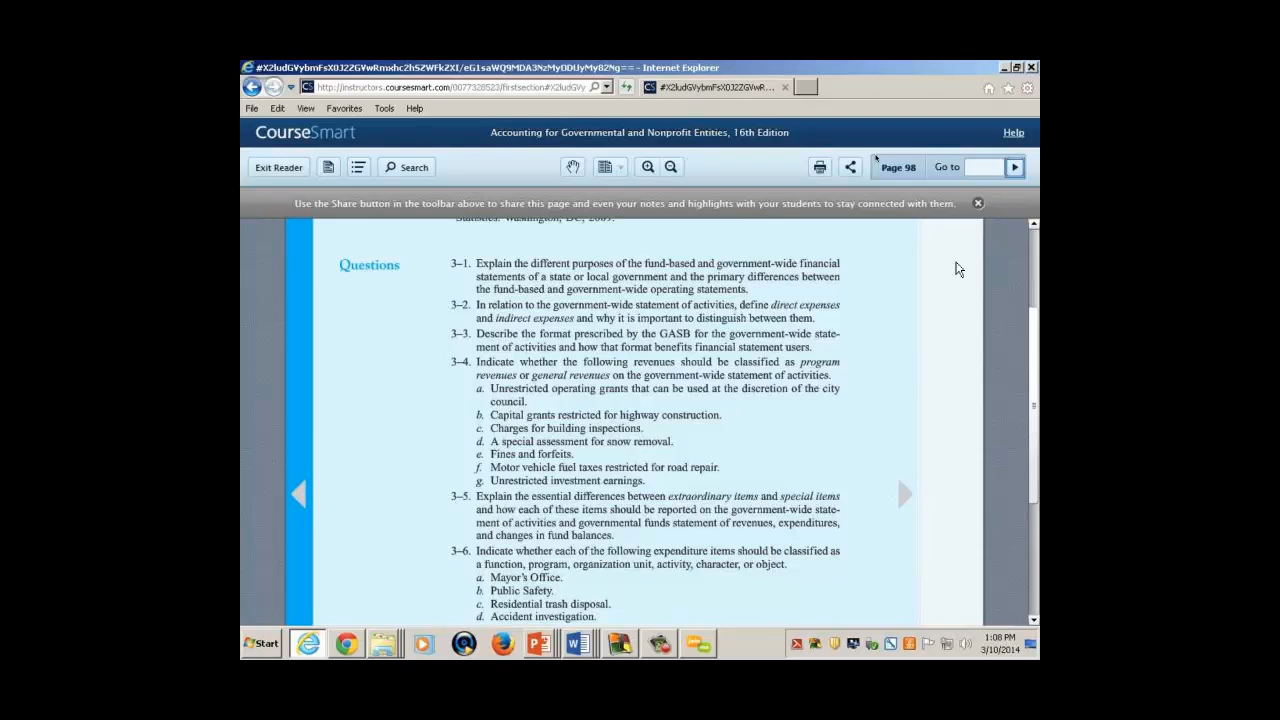 #X2ludGVybmFsX0J2ZGVwRmxhc2h5ZWFkZXI/eG1saWQ9MDA3NzMyODUyMy82Ng== - Internet Explorer
http://instructors.coursesmart.com/0077328523/firstsection#X2ludGVy
#X2ludGVybmFsX0J2ZGVwR...
File Edit View Favorites Tools Help
CourseSmart
Accounting for Governmental and Nonprofit Entities, 16th Edition
Help
Exit Reader
Search
Page 98
Go to
Use the Share button in the toolbar above to share this page and even your notes and highlights with your students to stay connected with them.
Statistics. Washington, DC, 2009.
Questions
3–1. Explain the different purposes of the fund-based and government-wide financial
statements of a state or local government and the primary differences between
the fund-based and government-wide operating statements.
3–2. In relation to the government-wide statement of activities, define direct expenses
and indirect expenses and why it is important to distinguish between them.
3–3. Describe the format prescribed by the GASB for the government-wide state-
ment of activities and how that format benefits financial statement users.
3–4. Indicate whether the following revenues should be classified as program
revenues or general revenues on the government-wide statement of activities.
a. Unrestricted operating grants that can be used at the discretion of the city
council.
b. Capital grants restricted for highway construction.
c. Charges for building inspections.
d. A special assessment for snow removal.
e. Fines and forfeits.
f. Motor vehicle fuel taxes restricted for road repair.
g. Unrestricted investment earnings.
3–5. Explain the essential differences between extraordinary items and special items
and how each of these items should be reported on the government-wide state-
ment of activities and governmental funds statement of revenues, expenditures,
and changes in fund balances.
3–6. Indicate whether each of the following expenditure items should be classified as
a function, program, organization unit, activity, character, or object.
a. Mayor's Office.
b. Public Safety.
c. Residential trash disposal.
d. Accident investigation.
Start
1:08 PM
3/10/2014